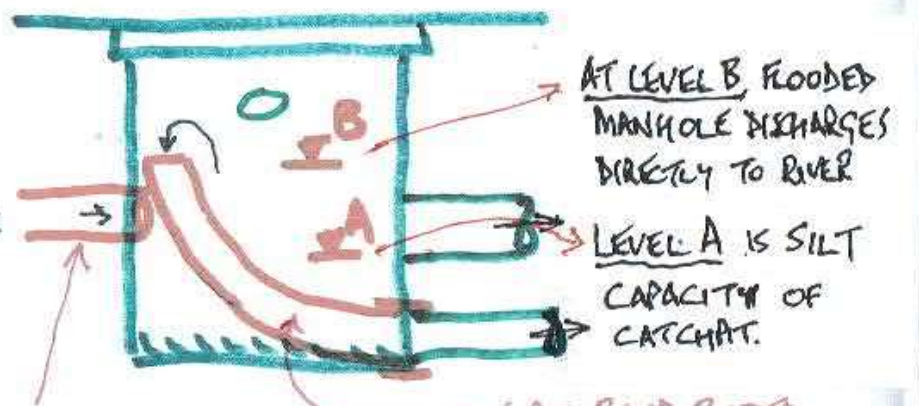 B
A
AT LEVEL B, FLOODED
MANHOLE DISCHARGES
DIRECTLY TO RIVER
LEVEL A IS SILT
CAPACITY OF
CATCHPIT.